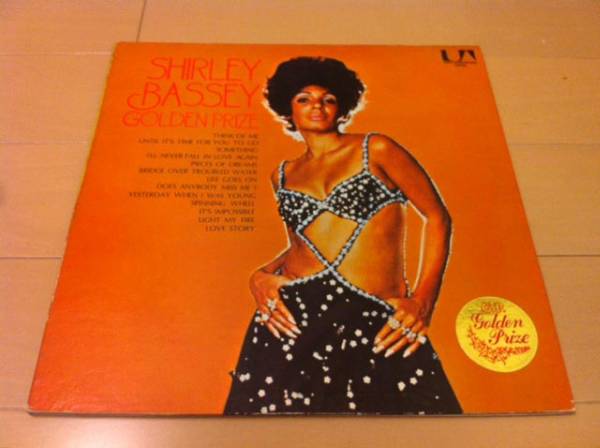 SHIRLEY
BASSEY
GOLDEN PRIZE
THINK OF ME
UNTIL IT'S TIME FOR YOU TO GO
SOMETHING
I'LL NEVER FALL IN LOVE AGAIN
PIECES OF DREAMS
BRIDGE OVER TROUBLED WATER
LIFE GOES ON
DOES ANYBODY MISS ME ?
YESTERDAY WHEN I WAS YOUNG
SPINNING WHEEL
IT'S IMPOSSIBLE
LIGHT MY FIRE
LOVE STORY
Golden
Prize